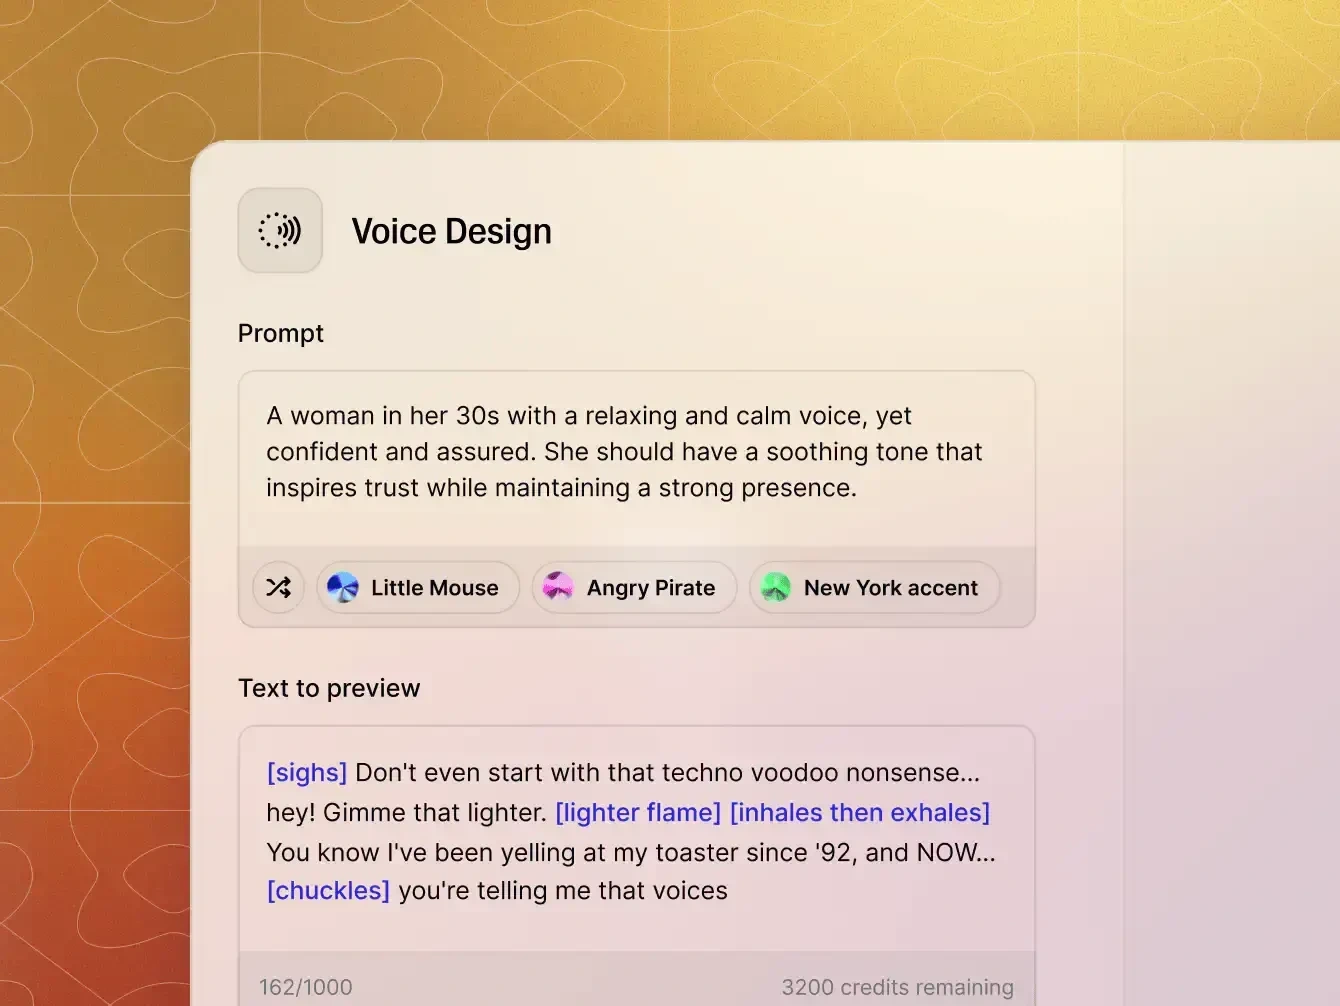 Voice Design
Prompt
A woman in her 30s with a relaxing and calm voice, yet
confident and assured. She should have a soothing tone that
inspires trust while maintaining a strong presence.
Little Mouse
Angry Pirate
New York accent
Text to preview
[sighs] Don't even start with that techno voodoo nonsense...
hey! Gimme that lighter. [lighter flame] [inhales then exhales]
You know I've been yelling at my toaster since '92, and NOW...
[chuckles] you're telling me that voices
162/1000
3200 credits remaining